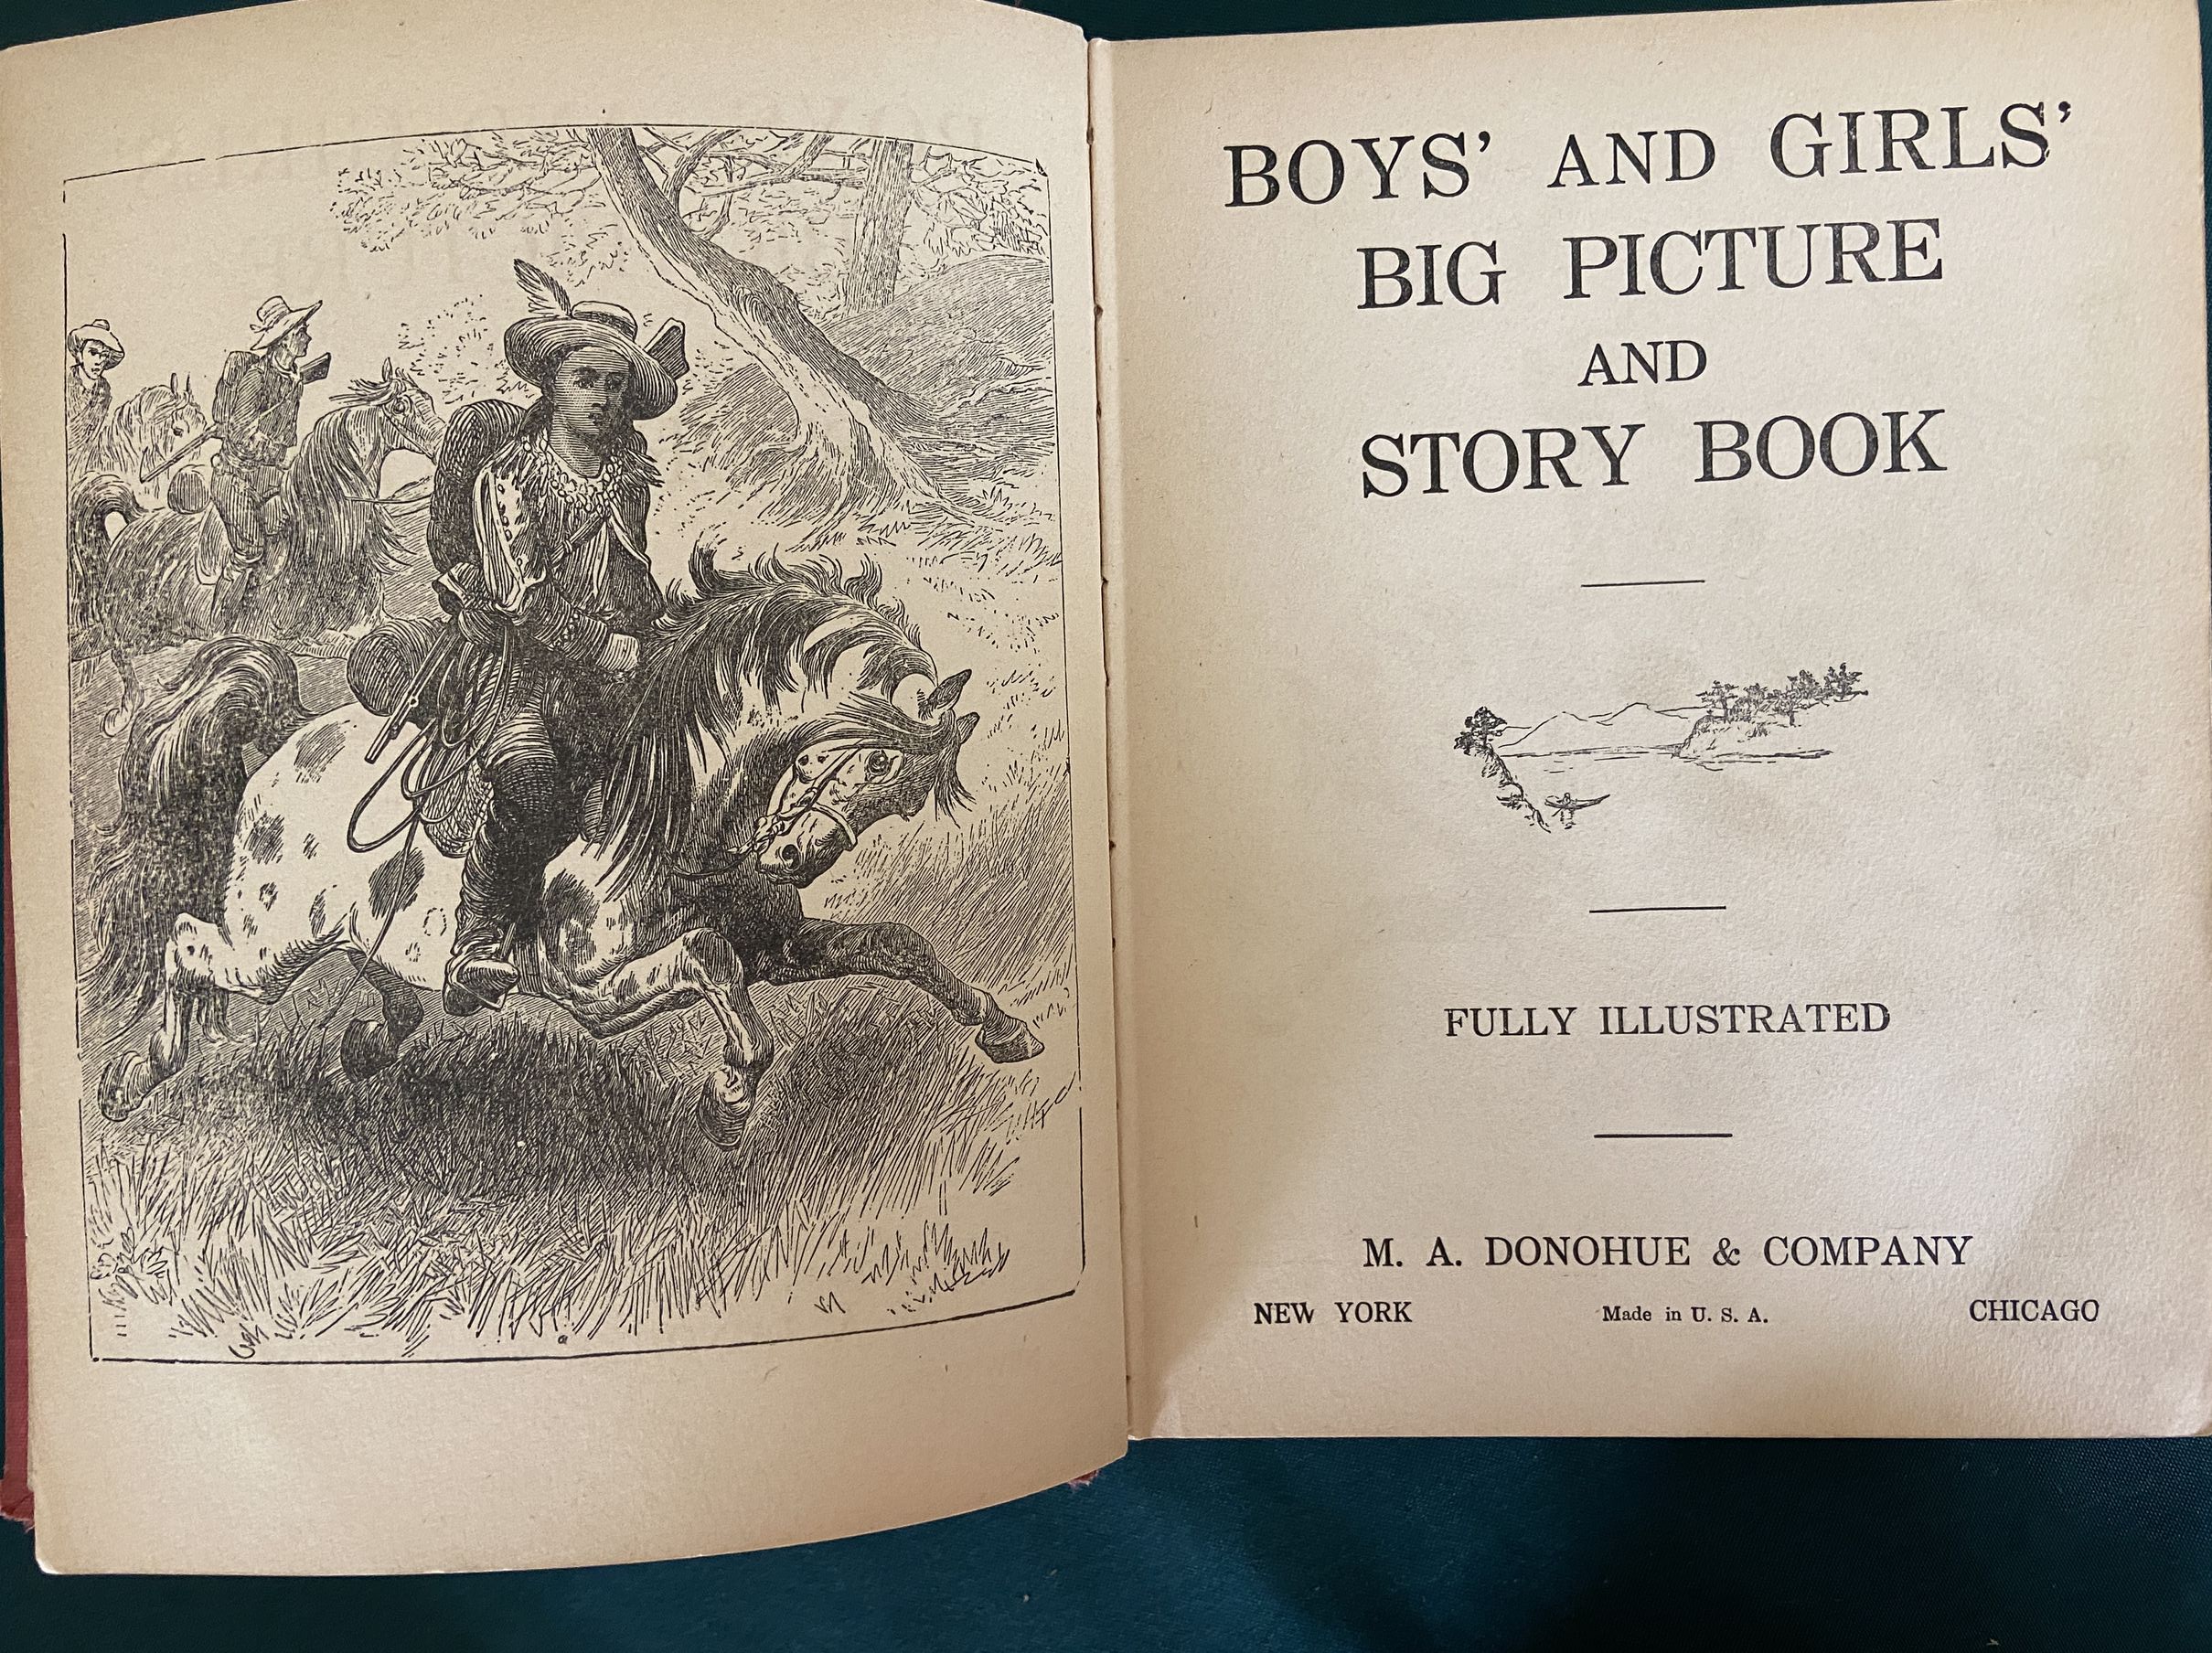 BOYS' AND GIRLS'
BIG PICTURE
AND
STORY BOOK
FULLY ILLUSTRATED
M. A. DONOHUE & COMPANY
NEW YORK Made in U. S. A. CHICAGO